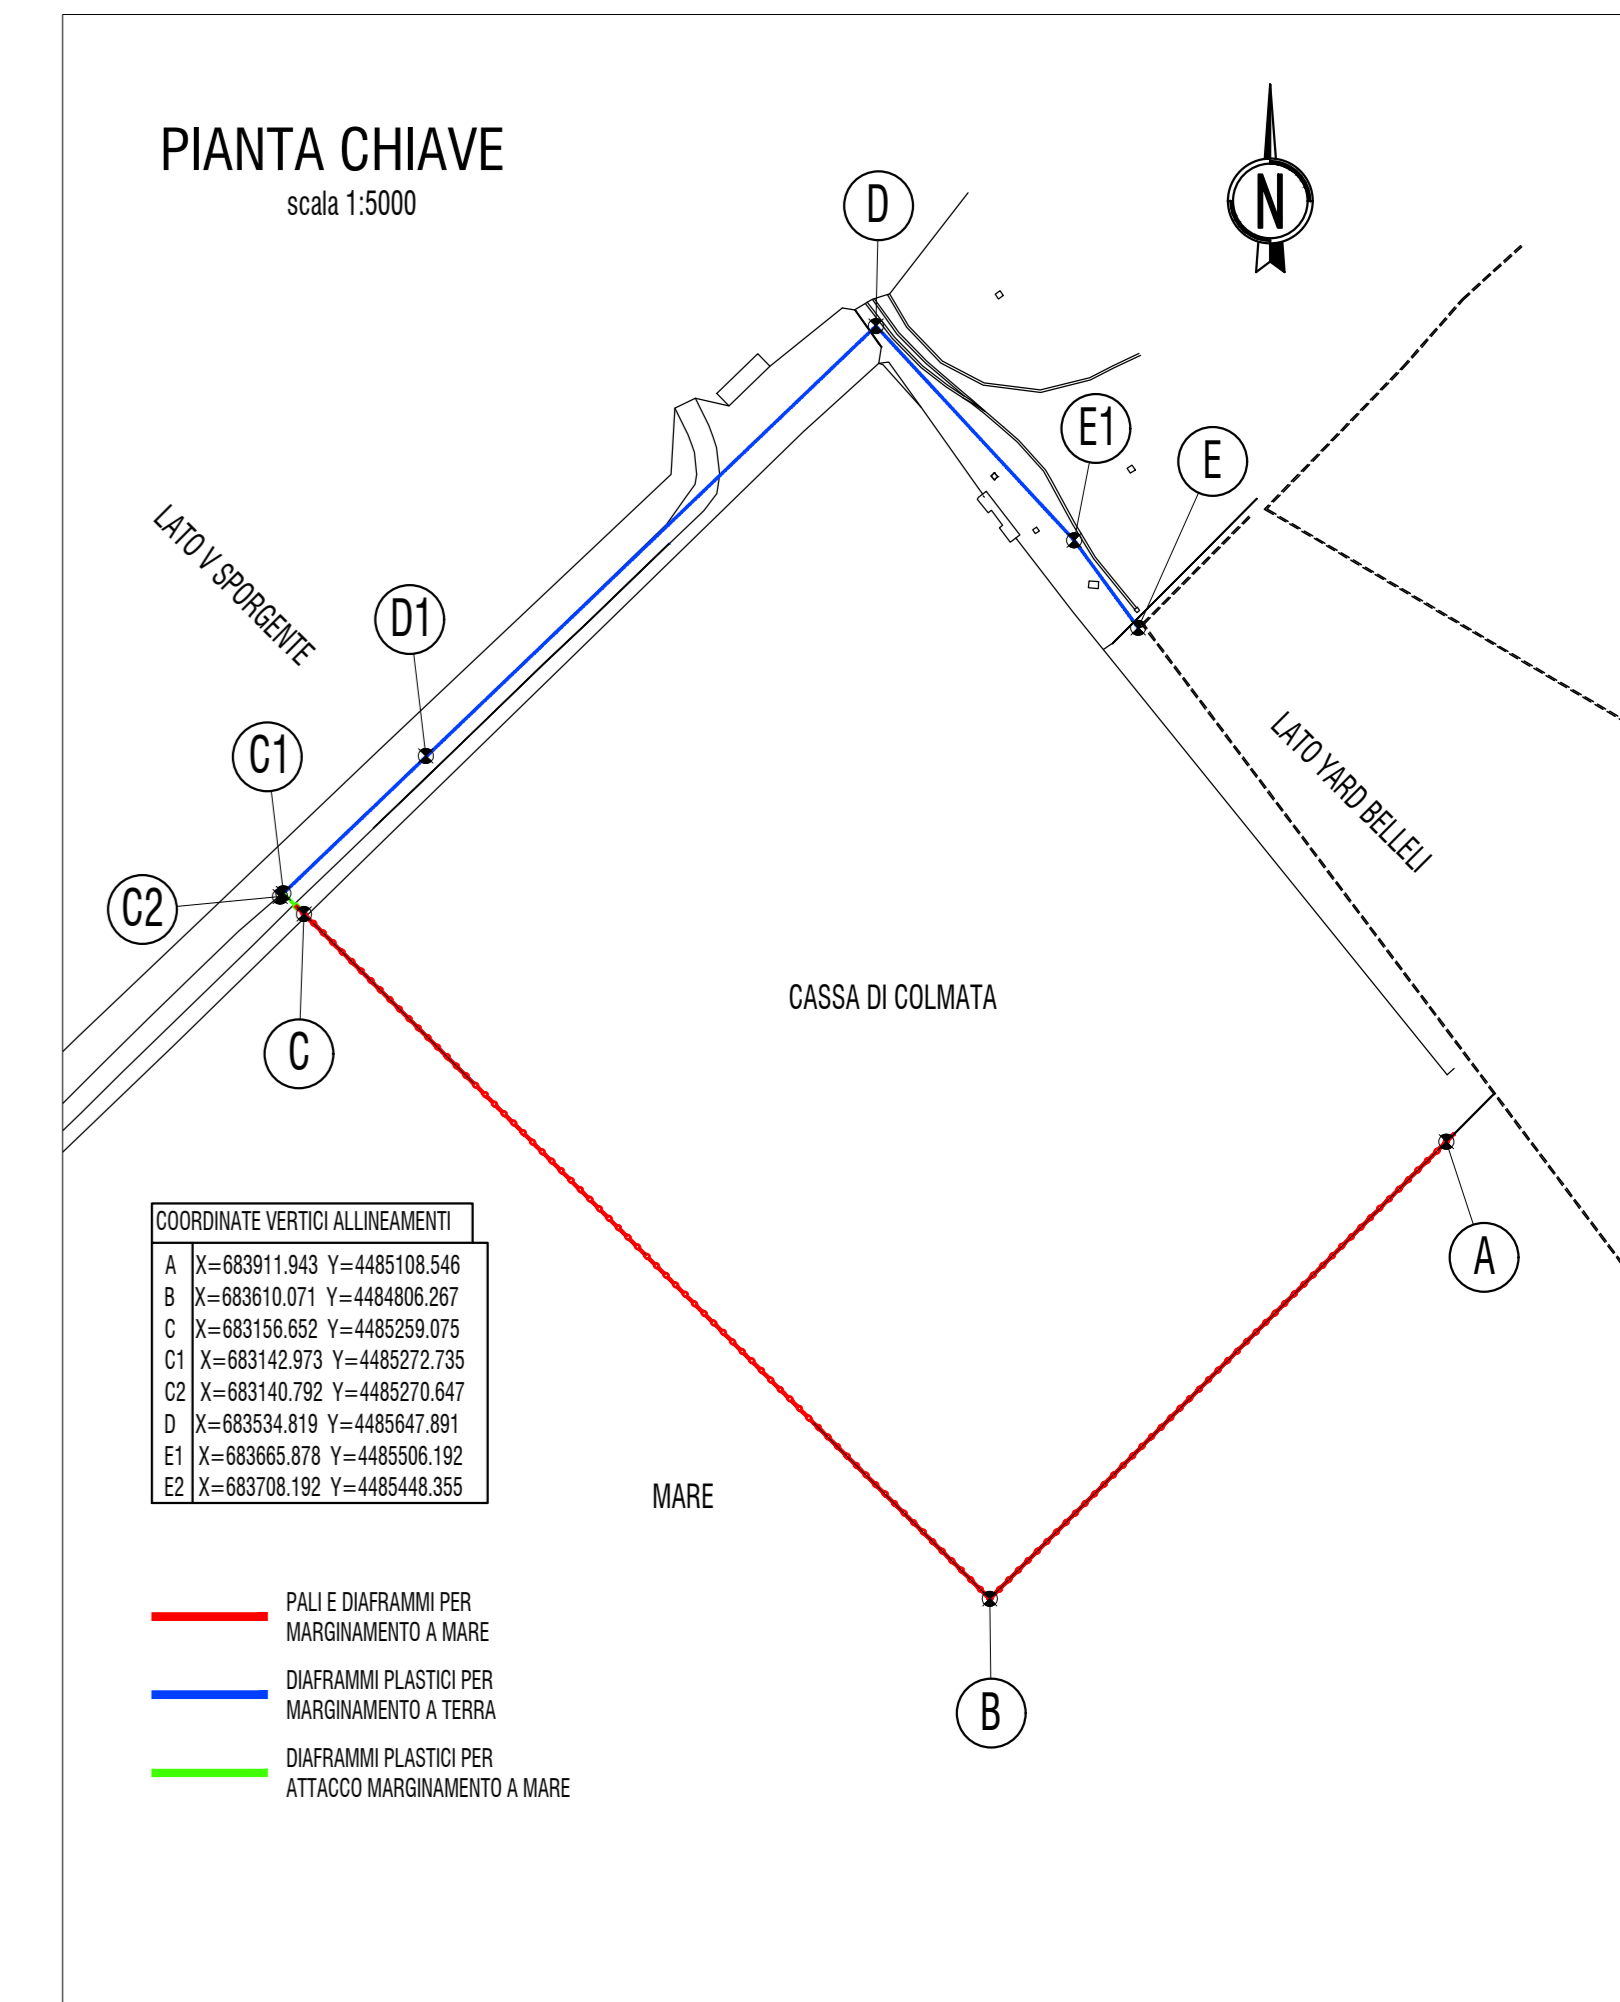 PIANTA CHIAVE
scala 1:5000
N
D
E1
E
LATO V SPORGENTE
D1
C1
LATO YARD BELLELI
C2
CASSA DI COLMATA
C
A
COORDINATE VERTICI ALLINEAMENTI
A X=683911.943 Y=4485108.546
B X=683610.071 Y=4484806.267
C X=683156.652 Y=4485259.075
C1 X=683142.973 Y=4485272.735
C2 X=683140.792 Y=4485270.647
D X=683534.819 Y=4485647.891
E1 X=683665.878 Y=4485506.192
E2 X=683708.192 Y=4485448.355
MARE
B
PALI E DIAFRAMMI PER
MARGINAMENTO A MARE
DIAFRAMMI PLASTICI PER
MARGINAMENTO A TERRA
DIAFRAMMI PLASTICI PER
ATTACCO MARGINAMENTO A MARE